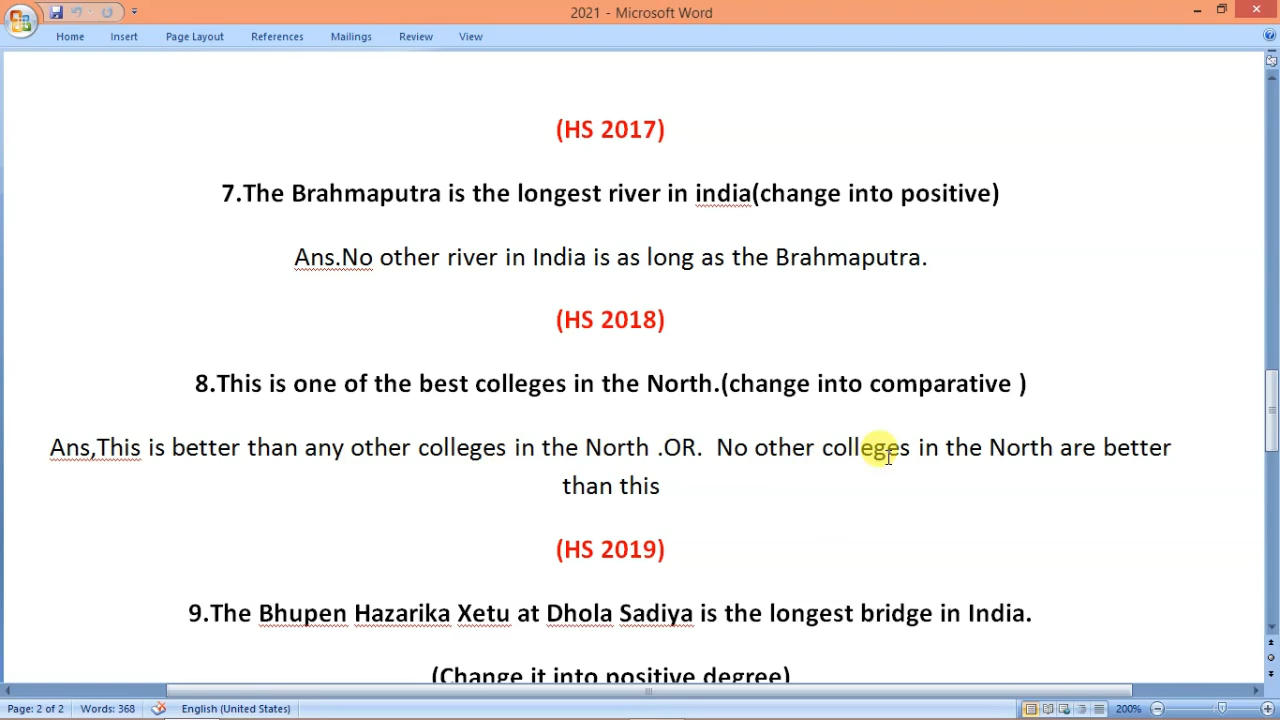 2021 - Microsoft Word
Home Insert Page Layout References Mailings Review View
(HS 2017)
7.The Brahmaputra is the longest river in india(change into positive)
Ans.No other river in India is as long as the Brahmaputra.
(HS 2018)
8.This is one of the best colleges in the North.(change into comparative )
Ans,This is better than any other colleges in the North .OR. No other colleges in the North are better
than this
(HS 2019)
9.The Bhupen Hazarika Xetu at Dhola Sadiya is the longest bridge in India.
(Change it into positive degree)
Page: 2 of 2 Words: 368 English (United States) 200%